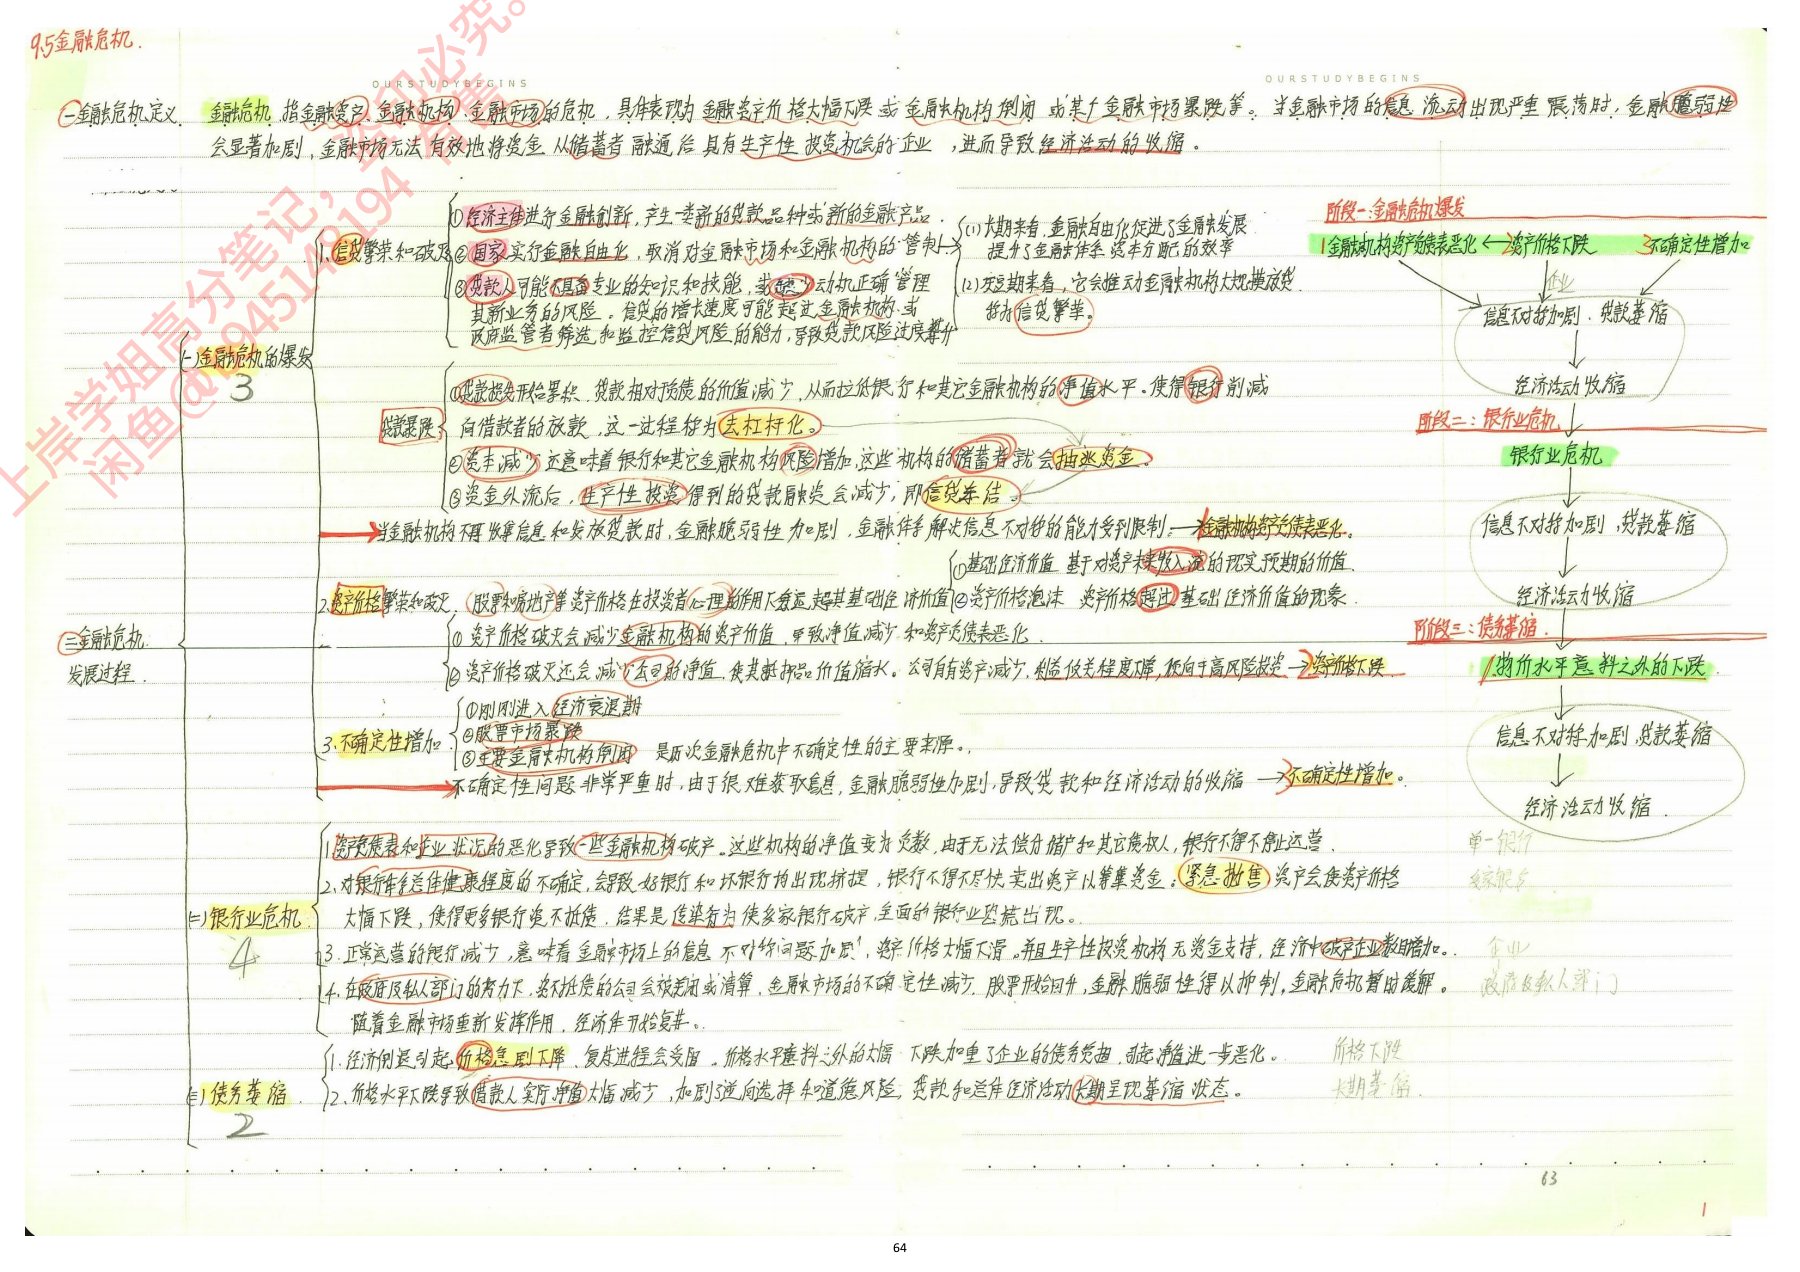 9.5金融危机.
OURSTUDYBEGINS
OURSTUDYBEGINS
一.金融危机定义
金融危机,指金融资产、金融机构、金融市场的危机,具体表现为金融资产价格大幅下跌或金融机构倒闭或某个金融市场暴跌等。当金融市场的信息流动出现严重震荡时,金融脆弱性
会显著加剧,金融市场无法有效地将资金从储蓄者融通给具有生产性投资机会的企业,进而导致经济活动的收缩。
二.金融危机
发展过程.
(一)金融危机的爆发
3
1.信贷繁荣和破灭
①经济主体进行金融创新,产生一类新的贷款品种或新的金融产品.
②国家实行金融自由化,取消对金融市场和金融机构的管制
(1)长期来看,金融自由化促进了金融发展
提升了金融体系资本分配的效率
(2)短期来看,它会推动金融机构大规模放贷.
称为信贷繁荣。
③贷款人可能不具备专业的知识和技能,或缺少动机正确管理
其新业务的风险。信贷的增长速度可能超过金融机构或
政府监管者筛选和监控信贷风险的能力,导致贷款风险过度攀升
贷款暴跌
①贷款损失开始累积,贷款相对于负债的价值减少,从而拉低银行和其它金融机构的净值水平。使得银行削减
向借款者的放款,这一过程称为去杠杆化。
②资本减少还意味着银行和其它金融机构风险增加,这些机构的储蓄者就会抽逃资金。
③资金外流后,生产性投资得到的贷款融资会减少,即信贷冻结。
当金融机构不再收集信息和发放贷款时,金融脆弱性加剧,金融体系解决信息不对称的能力受到限制.→1金融机构资产负债表恶化。
2.资产价格繁荣和破灭.
股票和房地产等资产价格在投资者心理的作用下会远超其基础经济价值
①基础经济价值 基于对资产未来收入流的现实预期的价值.
②资产价格泡沫 资产价格超过基础经济价值的现象.
① 资产价格破灭会减少金融机构的资产价值,导致净值减少和资产负债表恶化.
② 资产价格破灭还会减少公司的净值,使其抵押品价值缩水。公司自有资产减少,利益攸关程度下降,倾向于高风险投资→2资产价格下跌
3.不确定性增加
①刚刚进入经济衰退期
②股票市场暴跌
③主要金融机构倒闭
是历次金融危机中不确定性的主要来源。
不确定性问题非常严重时,由于很难获取信息,金融脆弱性加剧,导致贷款和经济活动的收缩→3不确定性增加。
(二)银行业危机
4
1.资产负债表和企业状况的恶化导致一些金融机构破产。这些机构的净值变为负数,由于无法偿付储户和其它债权人,银行不得不停止运营.
2.对银行体系总体健康程度的不确定,会导致好银行和坏银行均出现挤提,银行不得不尽快卖出资产以筹集资金;紧急抛售资产会使资产价格
大幅下跌,使得更多银行资不抵债,结果是传染行为使多家银行破产,全面的银行业恐慌出现。
3.正常运营的银行减少,意味着金融市场上的信息不对称问题加剧,资产价格大幅下滑,并且生产性投资机构无资金支持,经济中破产企业数目增加。
4.在政府及私人部门的努力下,资不抵债的公司会被关闭或清算,金融市场的不确定性减少,股票开始回升,金融脆弱性得以抑制,金融危机暂时缓解。
随着金融市场重新发挥作用,经济体开始复苏。
(三)债务萎缩
2
1.经济倒退引起价格急剧下降,复苏进程会受阻。价格水平意料之外的大幅下跌加重了企业的债务负担,引起净值进一步恶化。
2.价格水平下跌导致借款人实际净值大幅减少,加剧了逆向选择和道德风险,贷款和总体经济活动长期呈现萎缩状态。
阶段一:金融危机爆发
1金融机构资产负债表恶化←2资产价格下跌 3不确定性增加
企业
信息不对称加剧,贷款萎缩
经济活动收缩
阶段二:银行业危机
银行业危机
信息不对称加剧,贷款萎缩
经济活动收缩
阶段三:债务萎缩.
1.物价水平意料之外的下跌
信息不对称加剧,贷款萎缩
经济活动收缩.
单一银行
多家银行
企业
政府及私人部门
价格下跌
长期萎缩.
63
1
64
上岸学姐高分笔记,盗印必究。